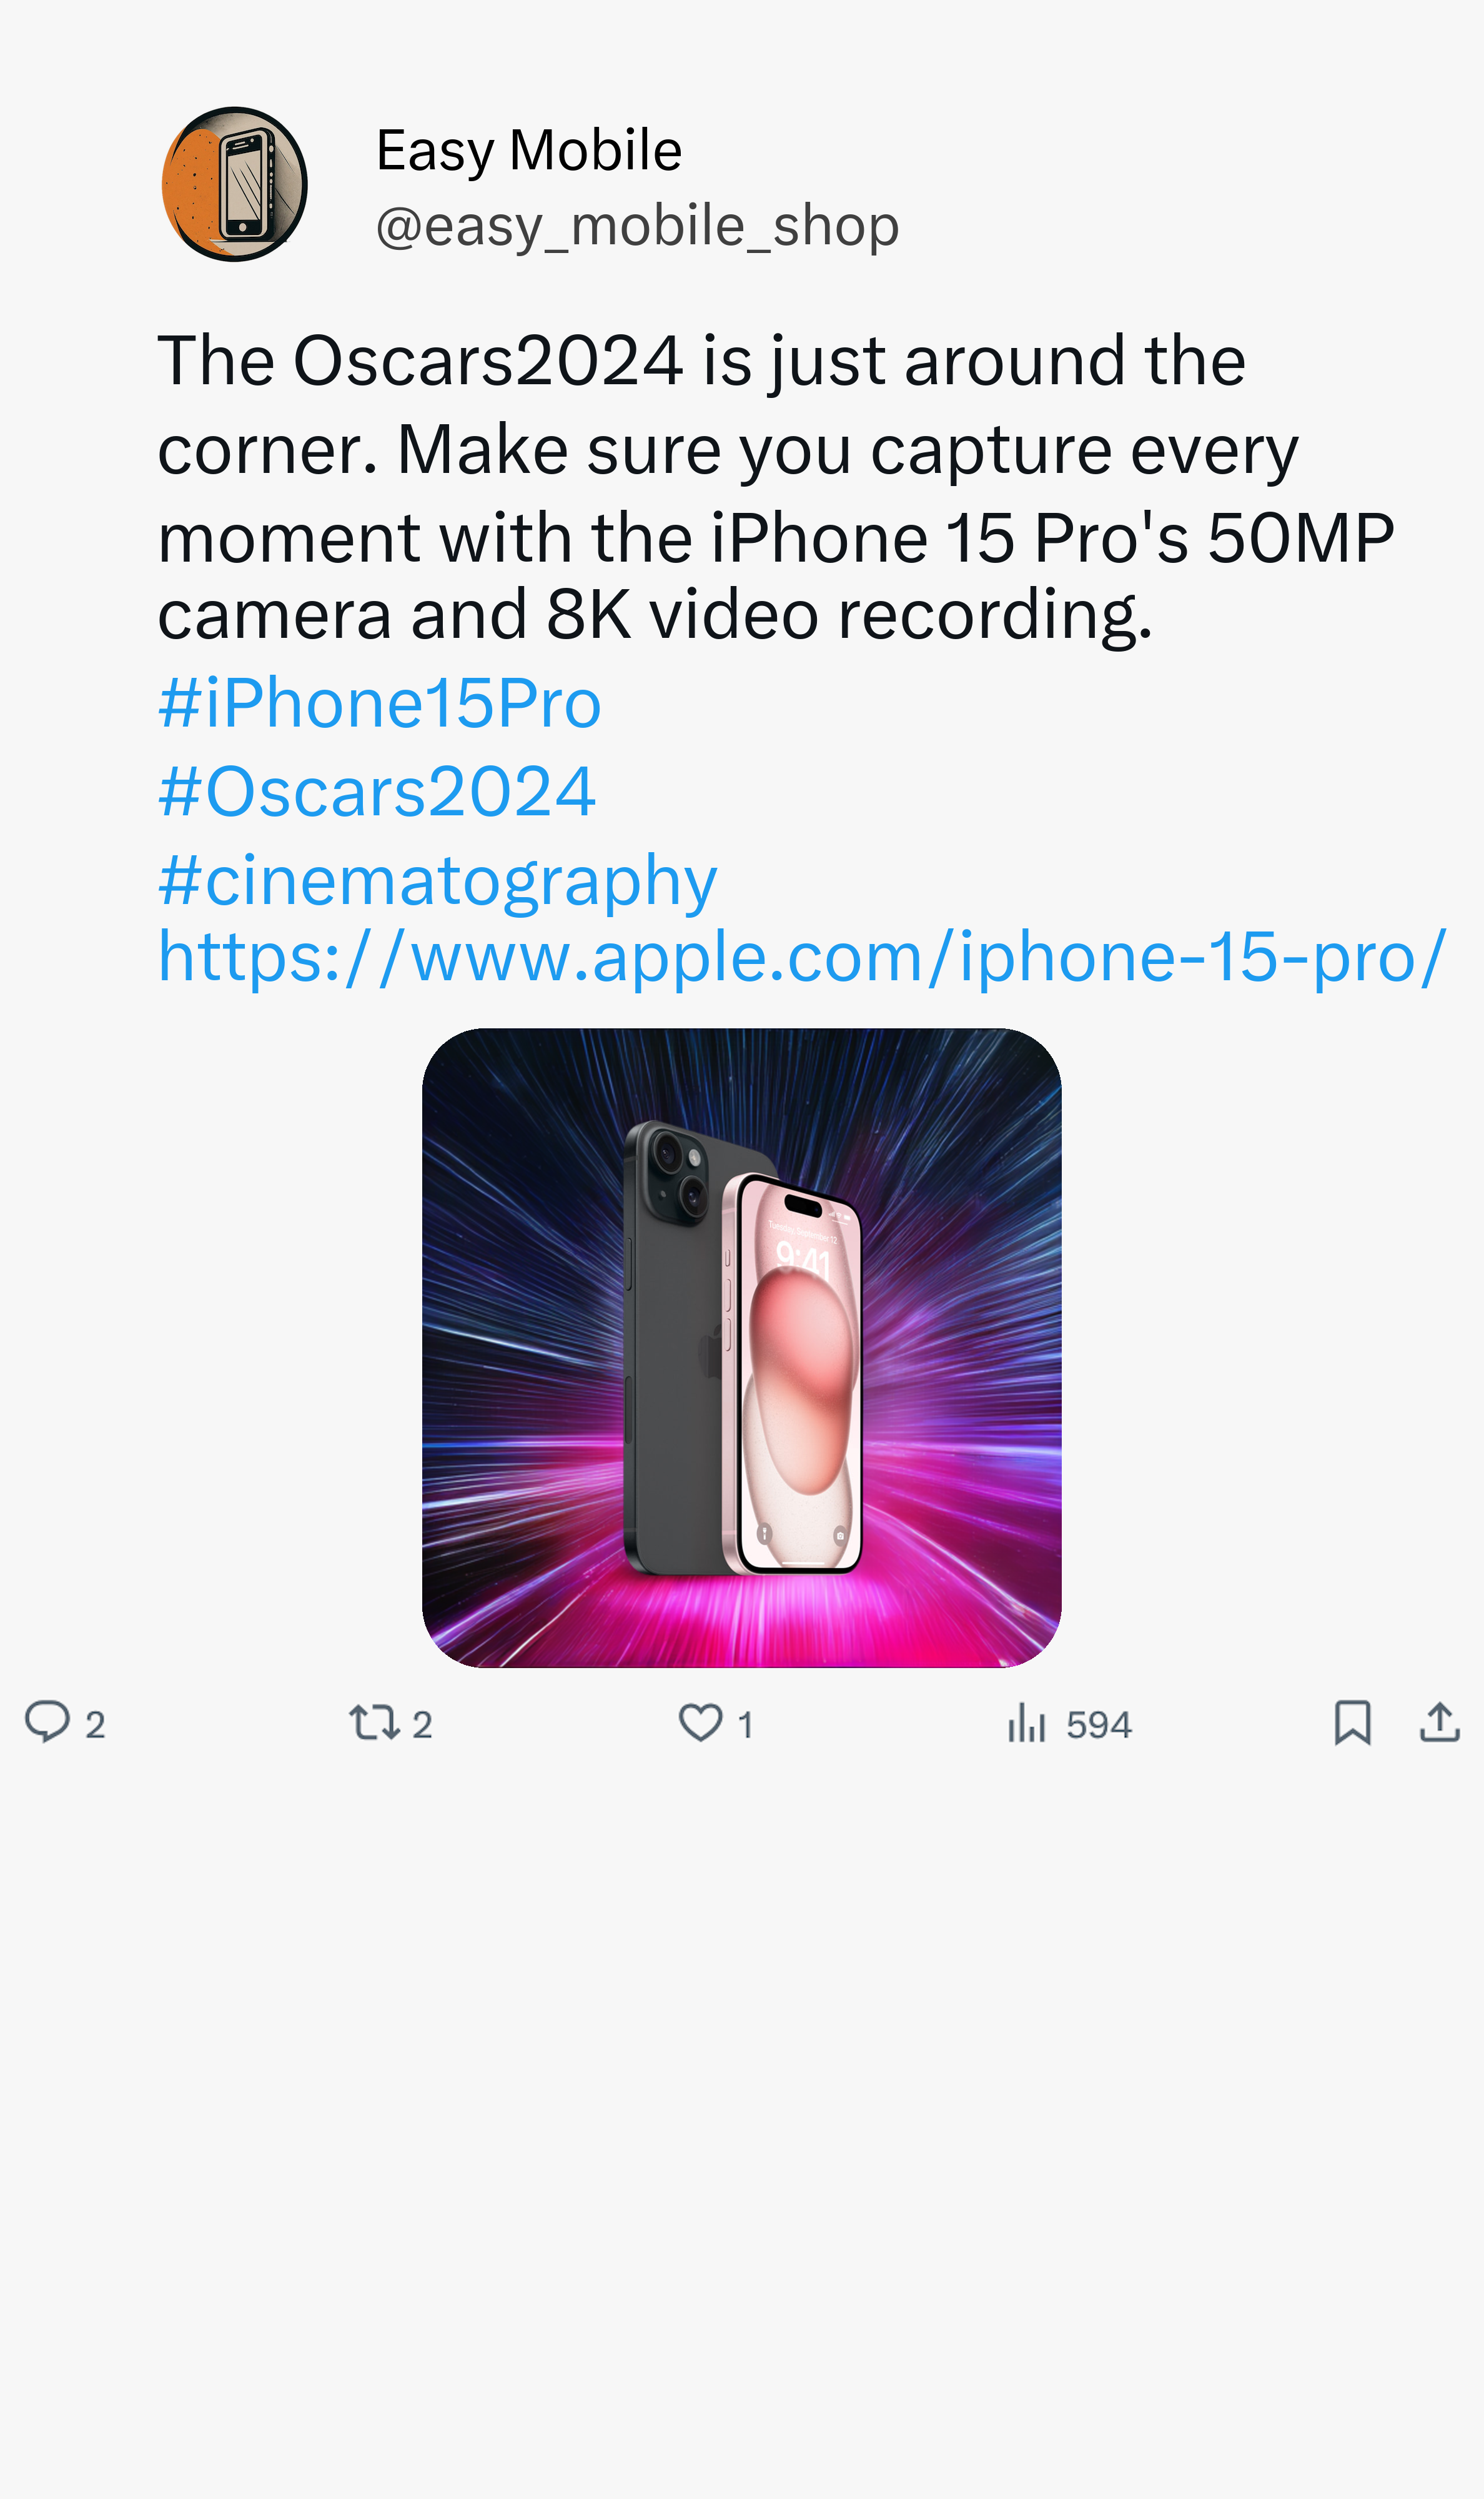 Easy Mobile
@easy_mobile_shop
The Oscars2024 is just around the
corner. Make sure you capture every
moment with the iPhone 15 Pro's 50MP
camera and 8K video recording.
#iPhone15Pro
#Oscars2024
#cinematography
https://www.apple.com/iphone-15-pro/
Tuesday, September 12
9:41
2
2
1
594